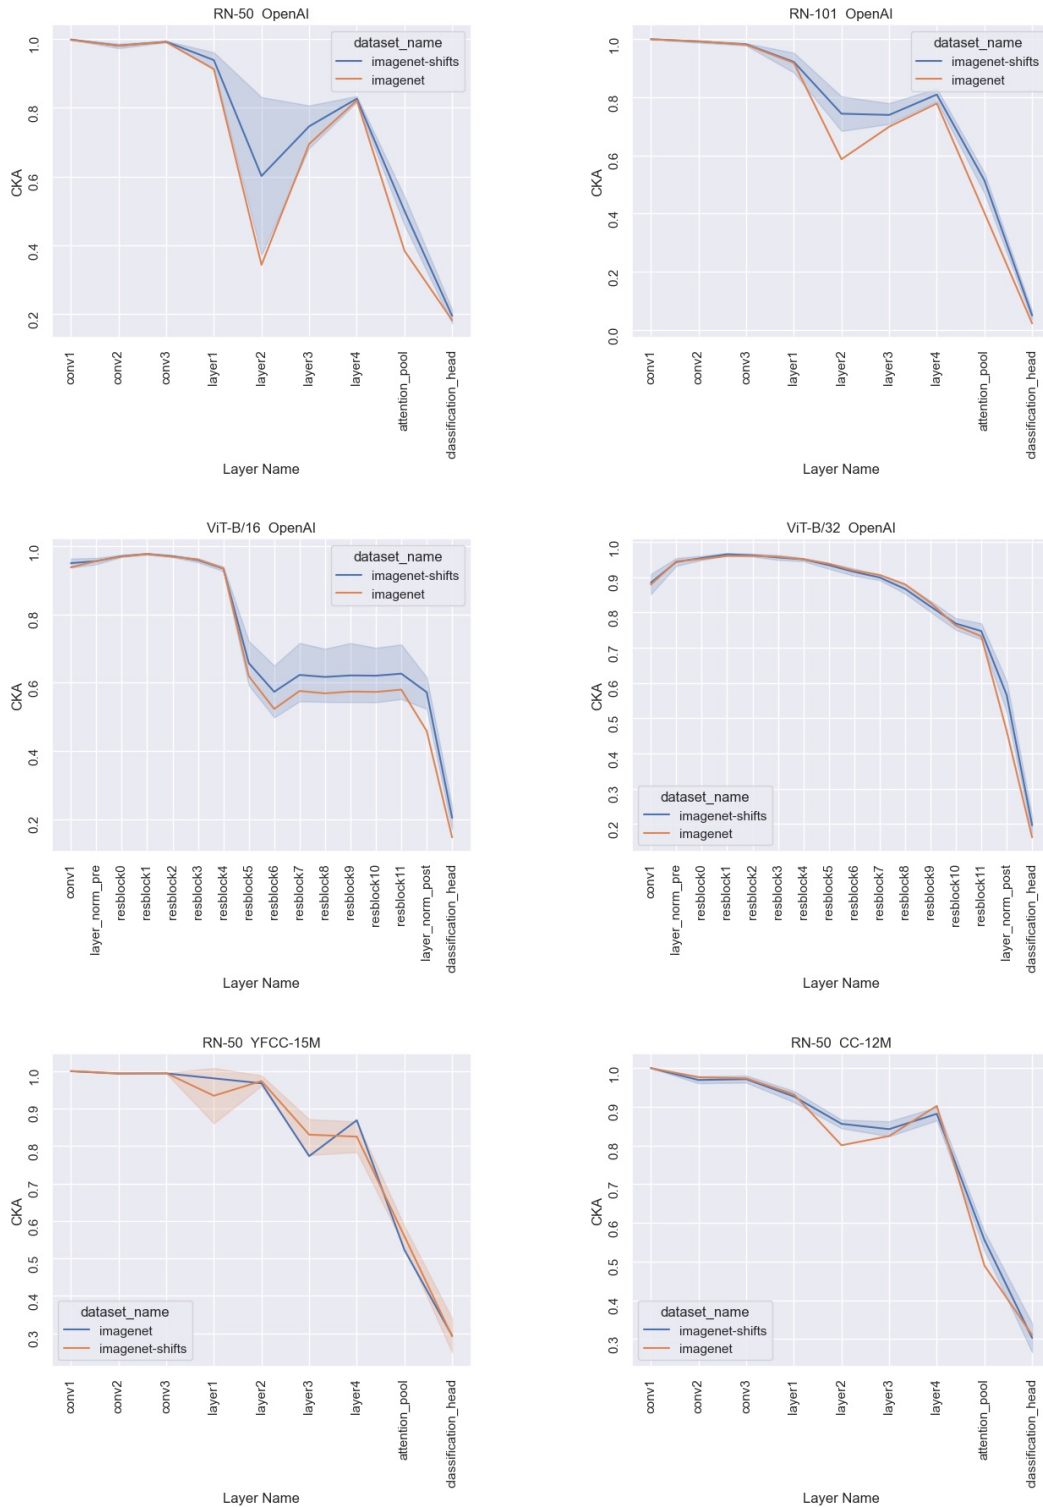 RN-50  OpenAI
CKA
1.0
0.8
0.6
0.4
0.2
dataset_name
imagenet-shifts
imagenet
conv1
conv2
conv3
layer1
layer2
layer3
layer4
attention_pool
classification_head
Layer Name
RN-101  OpenAI
CKA
1.0
0.8
0.6
0.4
0.2
0.0
dataset_name
imagenet-shifts
imagenet
conv1
conv2
conv3
layer1
layer2
layer3
layer4
attention_pool
classification_head
Layer Name
ViT-B/16  OpenAI
CKA
1.0
0.8
0.6
0.4
0.2
dataset_name
imagenet-shifts
imagenet
conv1
layer_norm_pre
resblock0
resblock1
resblock2
resblock3
resblock4
resblock5
resblock6
resblock7
resblock8
resblock9
resblock10
resblock11
layer_norm_post
classification_head
Layer Name
ViT-B/32  OpenAI
CKA
1.0
0.9
0.8
0.7
0.6
0.5
0.4
0.3
0.2
dataset_name
imagenet-shifts
imagenet
conv1
layer_norm_pre
resblock0
resblock1
resblock2
resblock3
resblock4
resblock5
resblock6
resblock7
resblock8
resblock9
resblock10
resblock11
layer_norm_post
classification_head
Layer Name
RN-50  YFCC-15M
CKA
1.0
0.9
0.8
0.7
0.6
0.5
0.4
0.3
dataset_name
imagenet
imagenet-shifts
conv1
conv2
conv3
layer1
layer2
layer3
layer4
attention_pool
classification_head
Layer Name
RN-50  CC-12M
CKA
1.0
0.9
0.8
0.7
0.6
0.5
0.4
0.3
dataset_name
imagenet-shifts
imagenet
conv1
conv2
conv3
layer1
layer2
layer3
layer4
attention_pool
classification_head
Layer Name